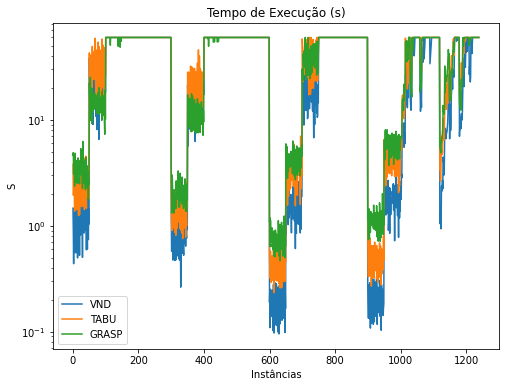 Tempo de Execução (s)
S
10¹
10⁰
10⁻¹
VND
TABU
GRASP
0 200 400 600 800 1000 1200
Instâncias